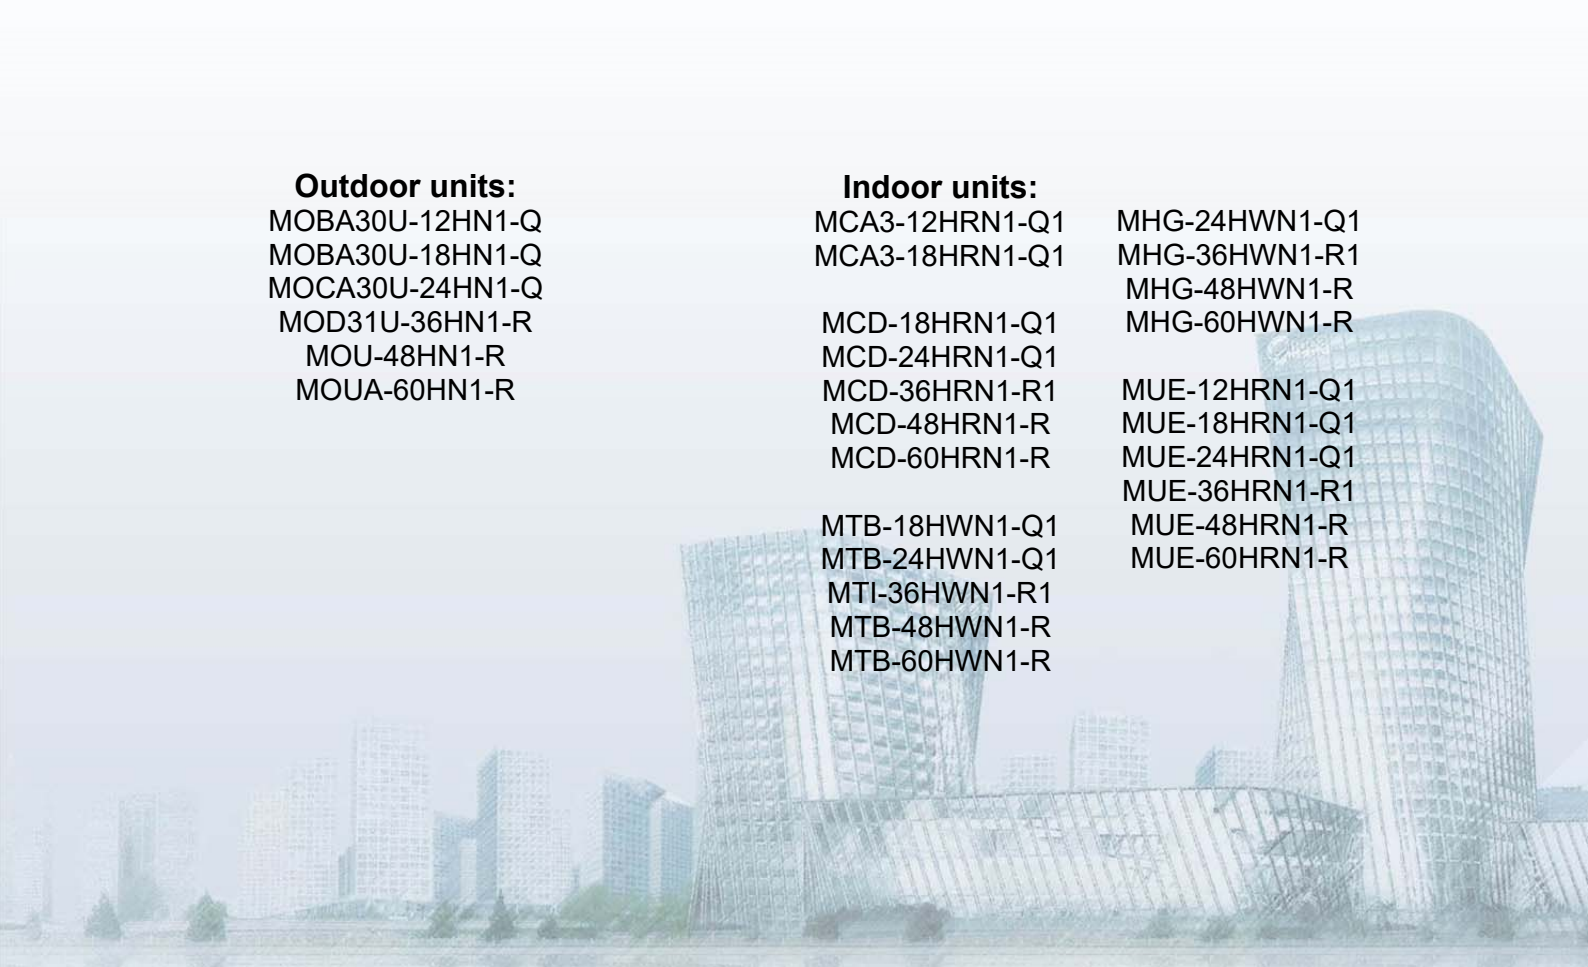 Outdoor units:
MOBA30U-12HN1-Q
MOBA30U-18HN1-Q
MOCA30U-24HN1-Q
MOD31U-36HN1-R
MOU-48HN1-R
MOUA-60HN1-R
Indoor units:
MCA3-12HRN1-Q1
MCA3-18HRN1-Q1
MCD-18HRN1-Q1
MCD-24HRN1-Q1
MCD-36HRN1-R1
MCD-48HRN1-R
MCD-60HRN1-R
MTB-18HWN1-Q1
MTB-24HWN1-Q1
MTI-36HWN1-R1
MTB-48HWN1-R
MTB-60HWN1-R
MHG-24HWN1-Q1
MHG-36HWN1-R1
MHG-48HWN1-R
MHG-60HWN1-R
MUE-12HRN1-Q1
MUE-18HRN1-Q1
MUE-24HRN1-Q1
MUE-36HRN1-R1
MUE-48HRN1-R
MUE-60HRN1-R